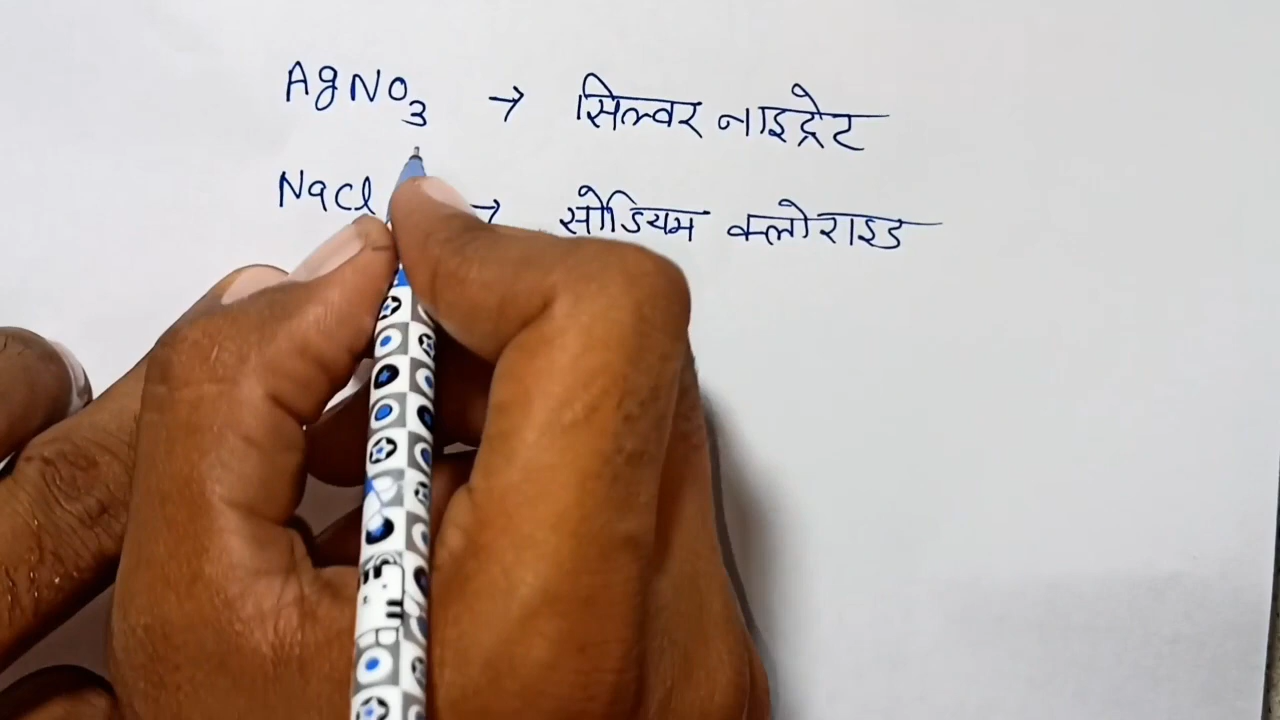 AgNO₃ → सिल्वर नाइट्रेट
NaCl → सोडियम क्लोराइड